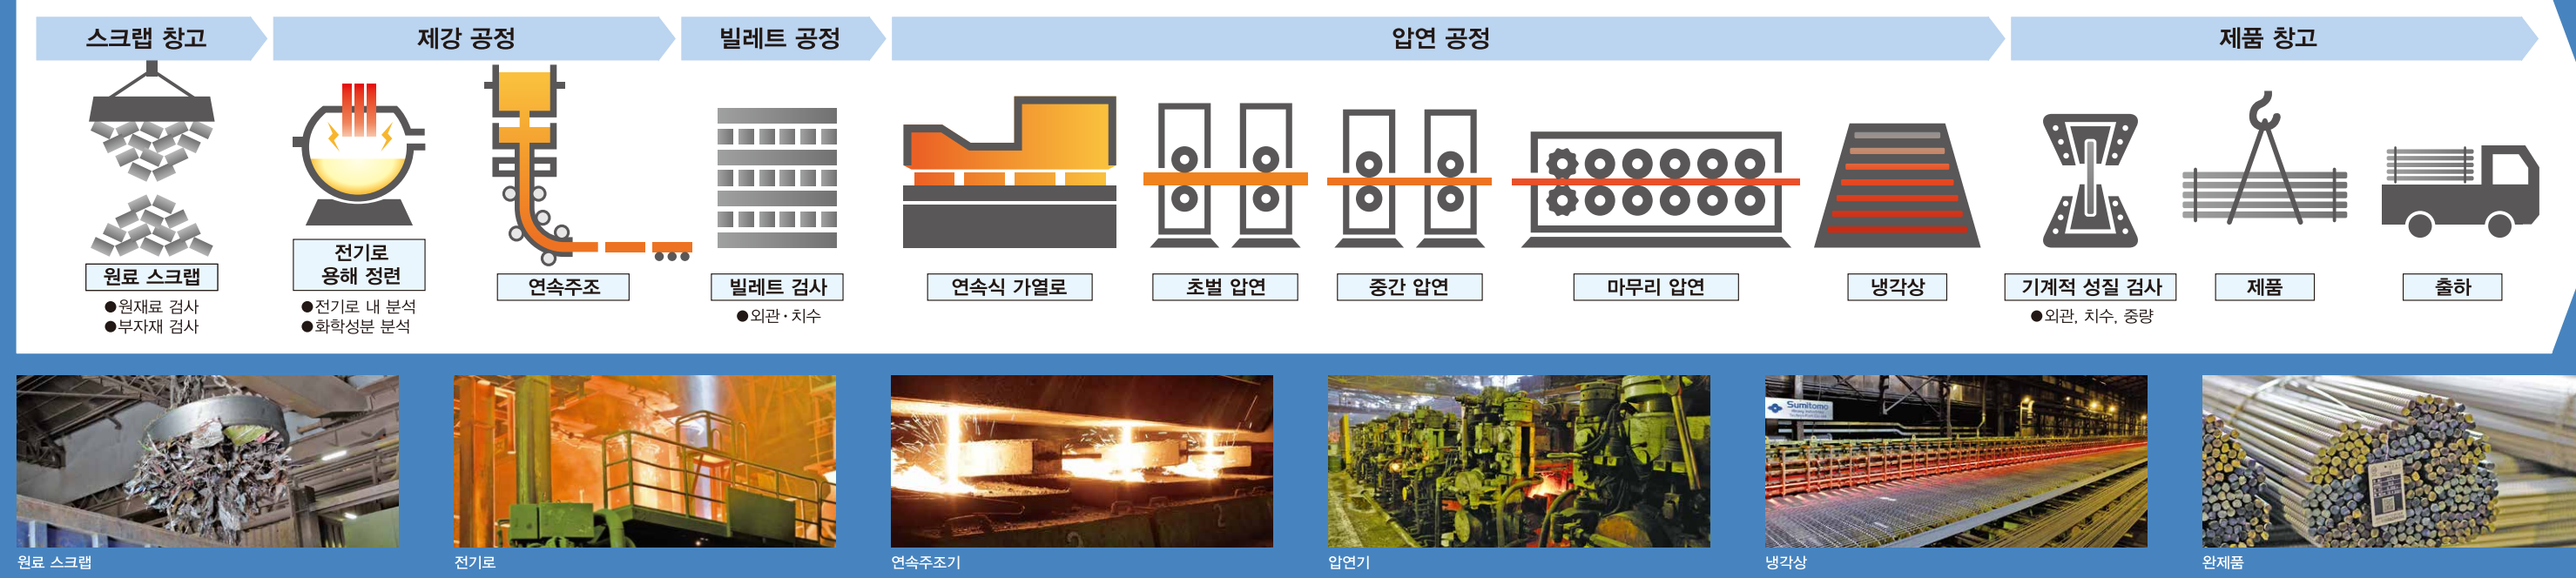 스크랩 창고
제강 공정
빌레트 공정
압연 공정
제품 창고
원료 스크랩
●원재료 검사
●부자재 검사
전기로
용해 정련
●전기로 내 분석
●화학성분 분석
연속주조
빌레트 검사
●외관·치수
연속식 가열로
초벌 압연
중간 압연
마무리 압연
냉각상
기계적 성질 검사
●외관, 치수, 중량
제품
출하
Sumitomo
2
원료 스크랩
전기로
연속주조기
압연기
냉각상
완제품